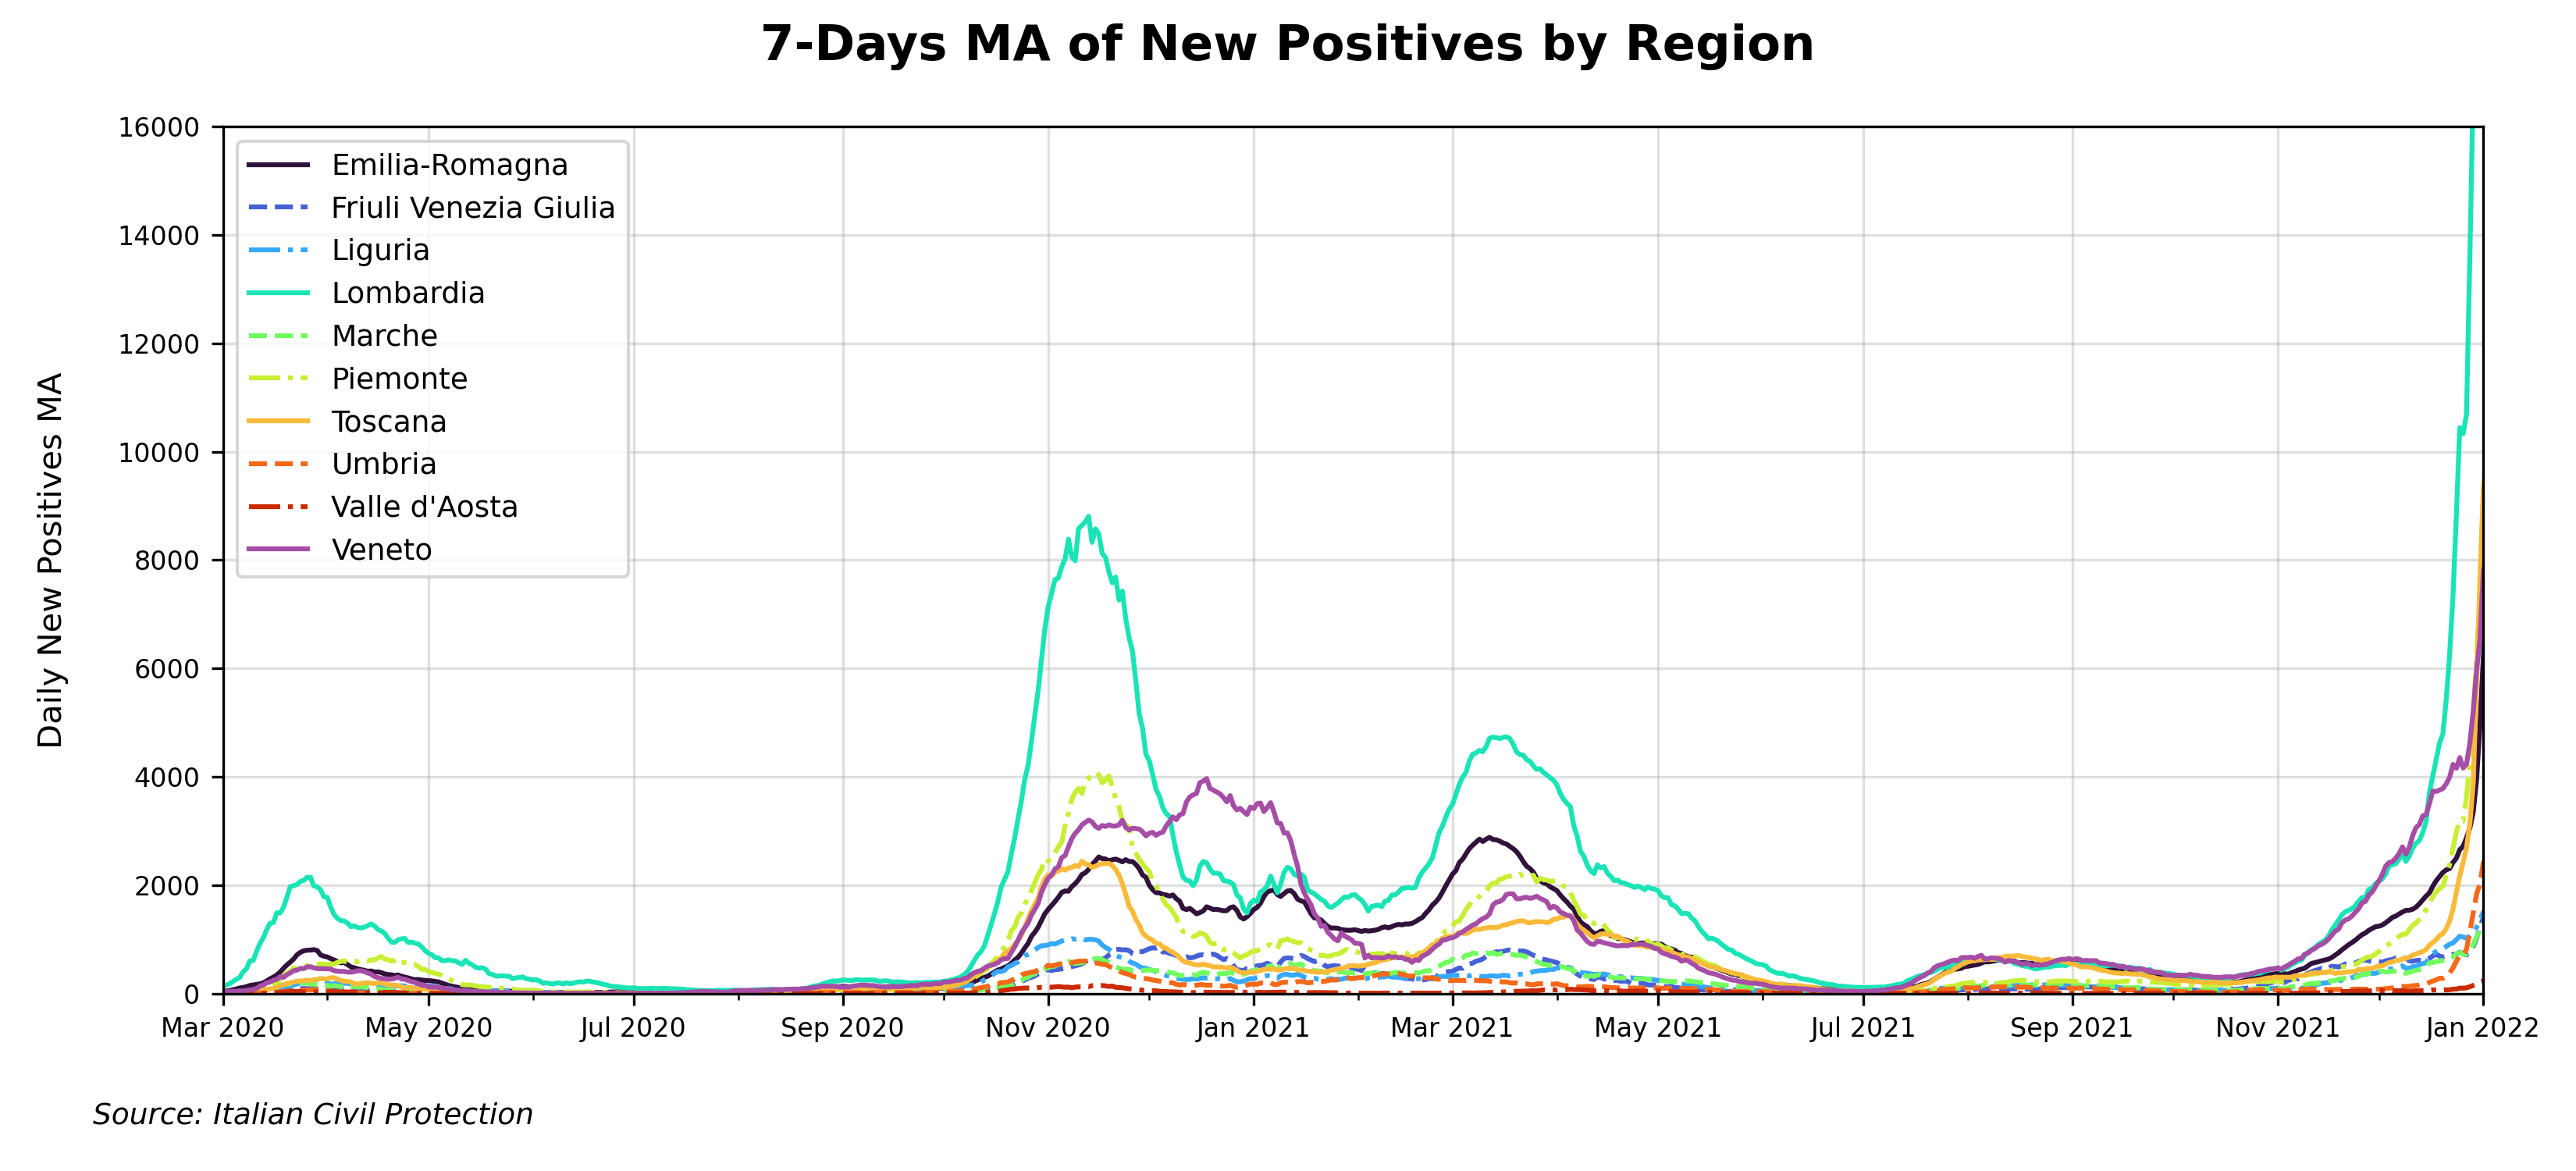 7-Days MA of New Positives by Region
Daily New Positives MA
16000
14000
12000
10000
8000
6000
4000
2000
0
Emilia-Romagna
Friuli Venezia Giulia
Liguria
Lombardia
Marche
Piemonte
Toscana
Umbria
Valle d'Aosta
Veneto
Mar 2020 May 2020 Jul 2020 Sep 2020 Nov 2020 Jan 2021 Mar 2021 May 2021 Jul 2021 Sep 2021 Nov 2021 Jan 2022
Source: Italian Civil Protection